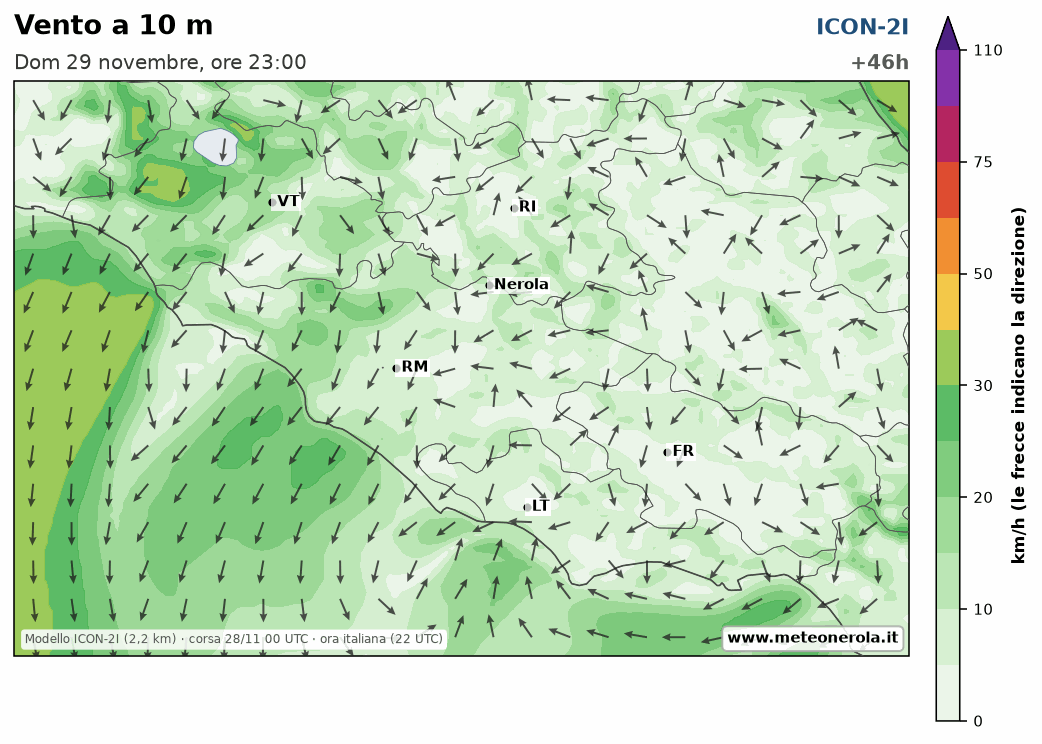 Vento a 10 m
ICON-2I
Dom 29 novembre, ore 23:00
+46h
VT
RI
Nerola
RM
FR
LT
Modello ICON-2I (2,2 km) · corsa 28/11 00 UTC · ora italiana (22 UTC)
www.meteonerola.it
110
75
50
30
20
10
0
km/h (le frecce indicano la direzione)